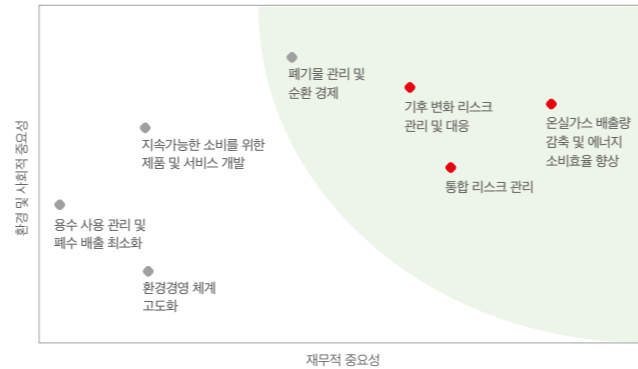 환경 및 사회적 중요성
폐기물 관리 및
순환 경제
기후 변화 리스크
관리 및 대응
온실가스 배출량
감축 및 에너지
소비효율 향상
지속가능한 소비를 위한
제품 및 서비스 개발
통합 리스크 관리
용수 사용 관리 및
폐수 배출 최소화
환경경영 체계
고도화
재무적 중요성